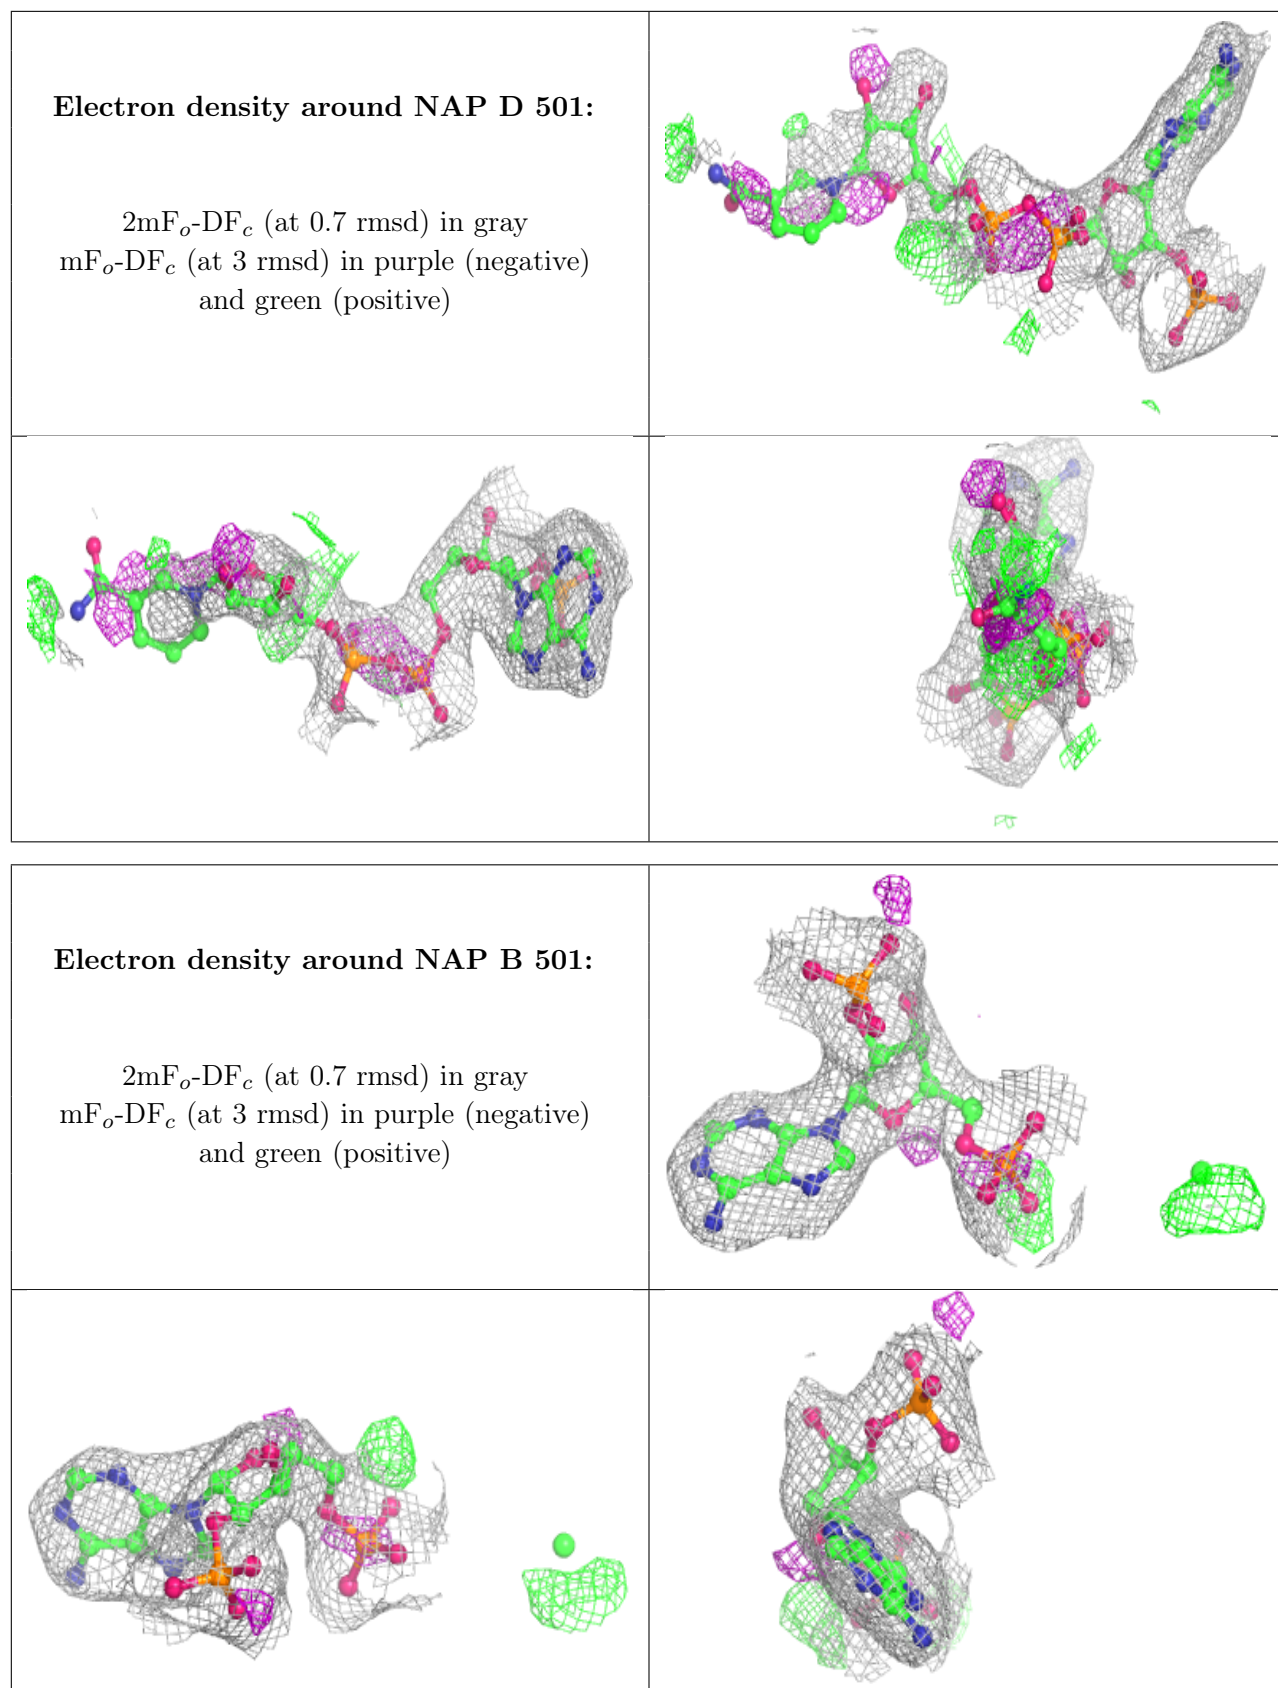 Electron density around NAP D 501:
2mFo-DFc (at 0.7 rmsd) in gray
mFo-DFc (at 3 rmsd) in purple (negative)
and green (positive)
Electron density around NAP B 501:
2mFo-DFc (at 0.7 rmsd) in gray
mFo-DFc (at 3 rmsd) in purple (negative)
and green (positive)